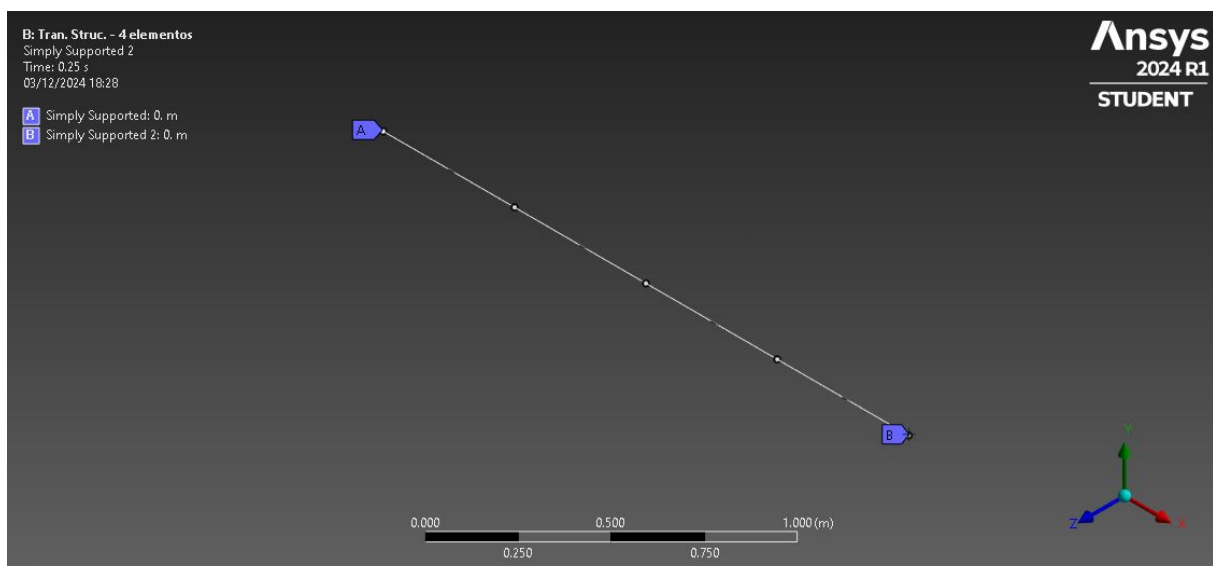 B: Tran. Struc. - 4 elementos
Simply Supported 2
Time: 0.25 s
03/12/2024 18:28
A Simply Supported: 0. m
B Simply Supported 2: 0. m
Ansys
2024 R1
STUDENT
A
B
0.000 0.500 1.000 (m)
0.250 0.750
Y
Z X